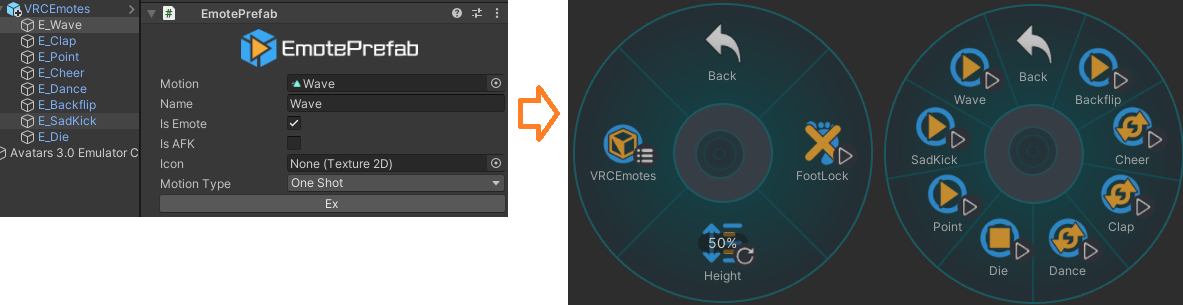 VRCEmotes
E_Wave
E_Clap
E_Point
E_Cheer
E_Dance
E_Backflip
E_SadKick
E_Die
Avatars 3.0 Emulator C
EmotePrefab
EmotePrefab
Motion Wave
Name Wave
Is Emote
Is AFK
Icon None (Texture 2D)
Motion Type One Shot
Ex
Back
VRCEmotes
FootLock
50%
Height
Back
Wave
Backflip
SadKick
Cheer
Point
Clap
Die
Dance